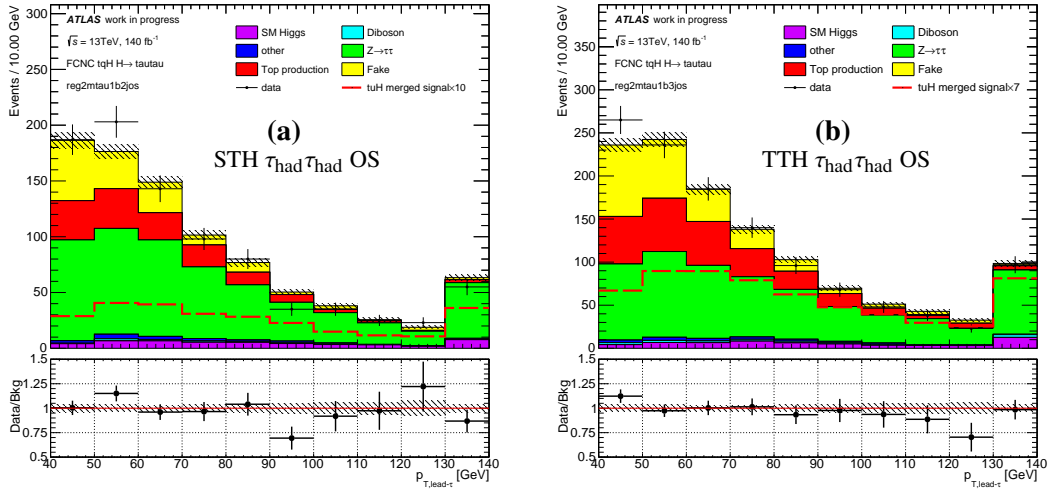 ATLAS work in progress
√s = 13TeV, 140 fb⁻¹
FCNC tqH H→ tautau
reg2mtau1b2jos
SM Higgs
Diboson
other
Z→ττ
Top production
Fake
data
tuH merged signal×10
(a)
STH τhadτhad OS
Events / 10.00 GeV
300
250
200
150
100
50
0
Data/Bkg
1.5
1.25
1
0.75
0.5
40 50 60 70 80 90 100 110 120 130 140
pT,lead-τ [GeV]
ATLAS work in progress
√s = 13TeV, 140 fb⁻¹
FCNC tqH H→ tautau
reg2mtau1b3jos
SM Higgs
Diboson
other
Z→ττ
Top production
Fake
data
tuH merged signal×7
(b)
TTH τhadτhad OS
Events / 10.00 GeV
350
300
250
200
150
100
50
0
Data/Bkg
1.5
1.25
1
0.75
0.5
40 50 60 70 80 90 100 110 120 130 140
pT,lead-τ [GeV]